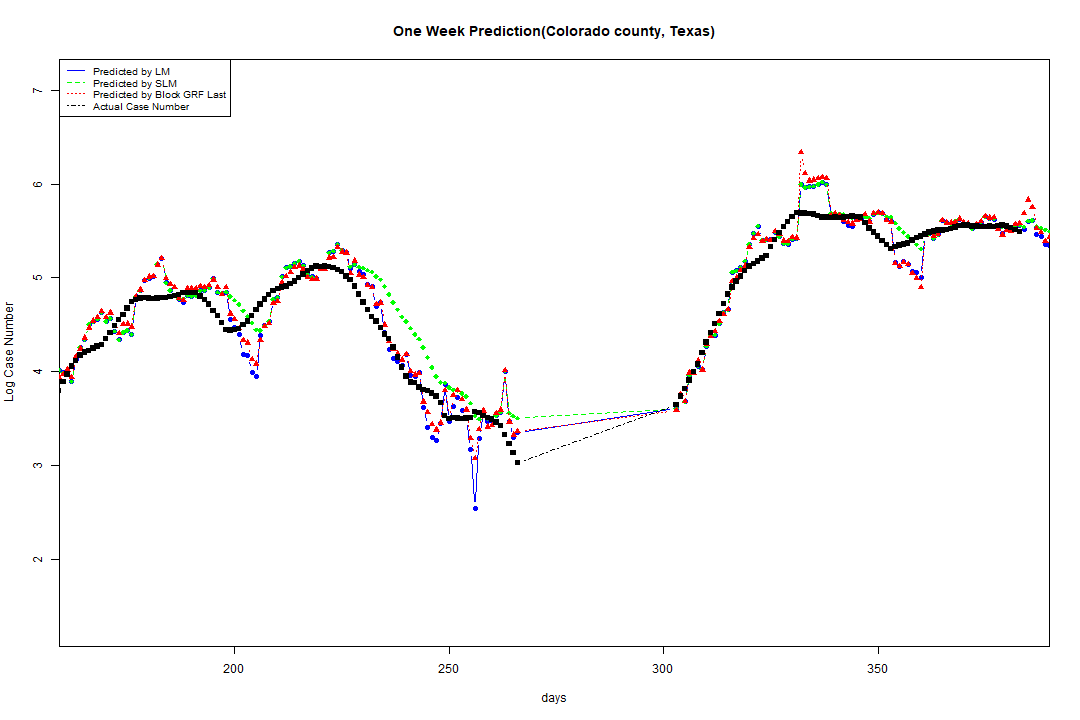 One Week Prediction(Colorado county, Texas)
Predicted by LM
Predicted by SLM
Predicted by Block GRF Last
Actual Case Number
7
6
5
4
3
2
Log Case Number
200
250
300
350
days